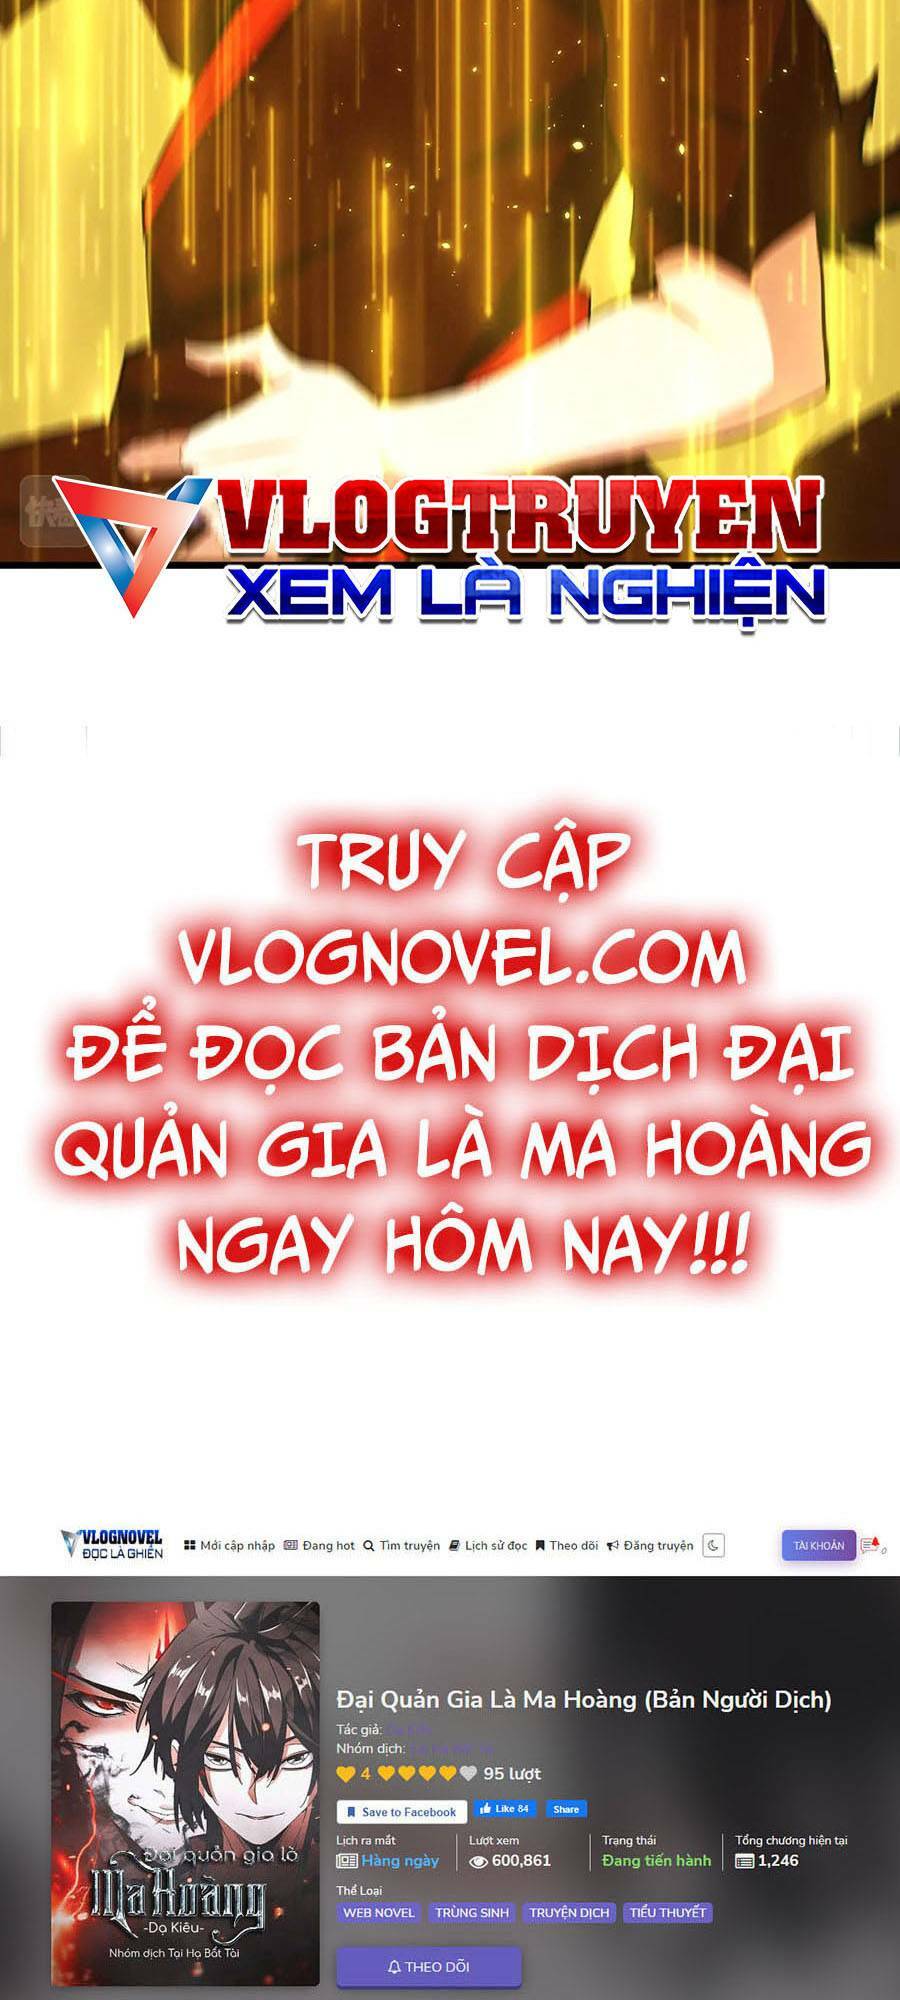 VLOGTRUYEN
XEM LÀ NGHIỆN
TRUY CẬP
VLOGNOVEL.COM
ĐỂ ĐỌC BẢN DỊCH ĐẠI
QUẢN GIA LÀ MA HOÀNG
NGAY HÔM NAY!!!
VLOGNOVEL
ĐỌC LÀ GHIỀN
Mới cập nhập Đang hot Tìm truyện Lịch sử đọc Theo dõi Đăng truyện TÀI KHOẢN 0
Đại Quản Gia Là Ma Hoàng (Bản Người Dịch)
Tác giả:
Nhóm dịch:
4 95 lượt
Save to Facebook Like 84 Share
Lịch ra mắt Lượt xem Trạng thái Tổng chương hiện tại
Hàng ngày 600,861 Đang tiến hành 1,246
Thể Loại
WEB NOVEL TRÙNG SINH TRUYỆN DỊCH TIỂU THUYẾT
THEO DÕI
Đại quản gia là
Ma Hoàng
-Dạ Kiêu-
Nhóm dịch Tại Hạ Bất Tài